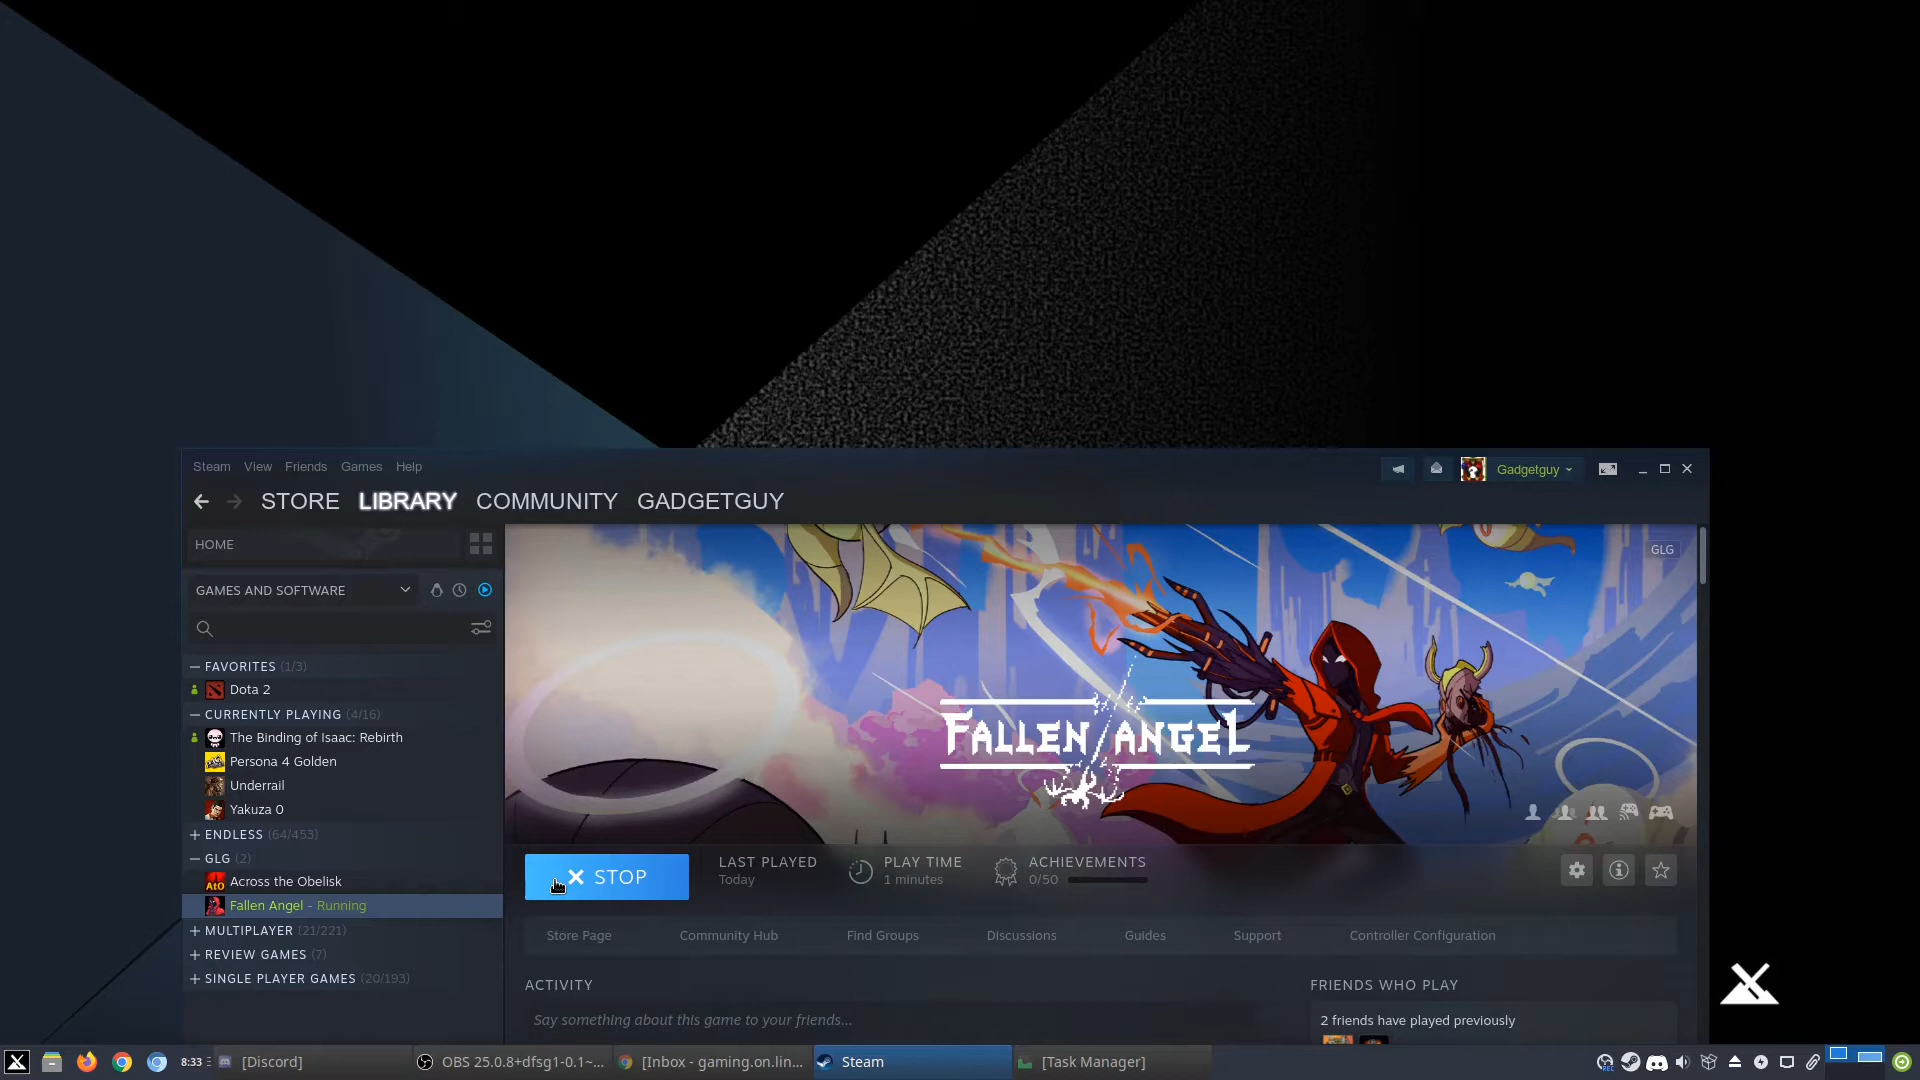 Steam View Friends Games Help
Gadgetguy
STORE LIBRARY COMMUNITY GADGETGUY
HOME
GLG
GAMES AND SOFTWARE
FALLEN ANGEL
— FAVORITES (1/3)
Dota 2
— CURRENTLY PLAYING (4/16)
The Binding of Isaac: Rebirth
Persona 4 Golden
Underrail
Yakuza 0
+ ENDLESS (64/453)
— GLG (2)
AtO Across the Obelisk
Fallen Angel - Running
+ MULTIPLAYER (21/221)
+ REVIEW GAMES (7)
+ SINGLE PLAYER GAMES (20/193)
STOP
LAST PLAYED
Today
PLAY TIME
1 minutes
ACHIEVEMENTS
0/50
Store Page Community Hub Find Groups Discussions Guides Support Controller Configuration
ACTIVITY
Say something about this game to your friends...
FRIENDS WHO PLAY
2 friends have played previously
8:33 [Discord] OBS 25.0.8+dfsg1-0.1~... [Inbox - gaming.on.lin... Steam [Task Manager] REC